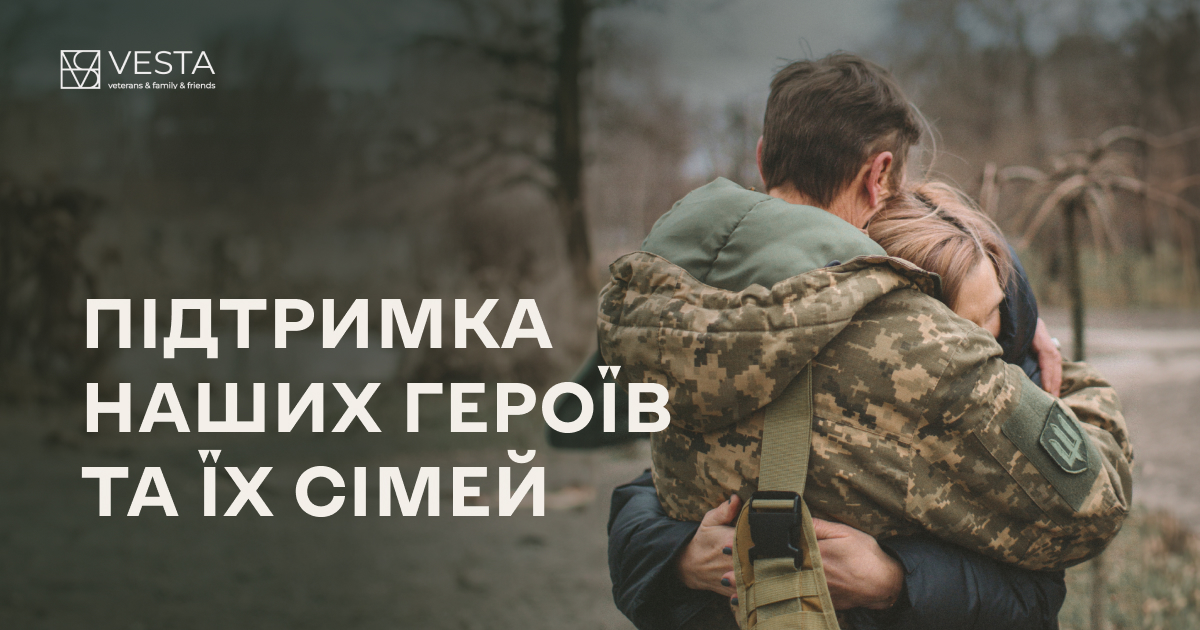 VESTA
veterans & family & friends
ПІДТРИМКА
НАШИХ ГЕРОЇВ
ТА ЇХ СІМЕЙ